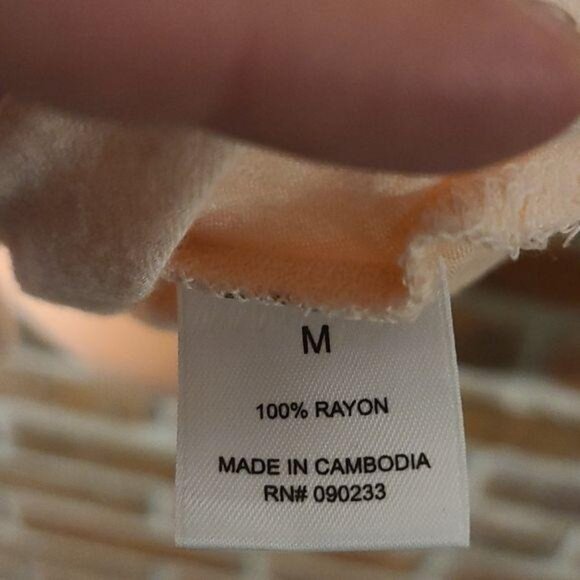 M
100% RAYON
MADE IN CAMBODIA
RN# 090233